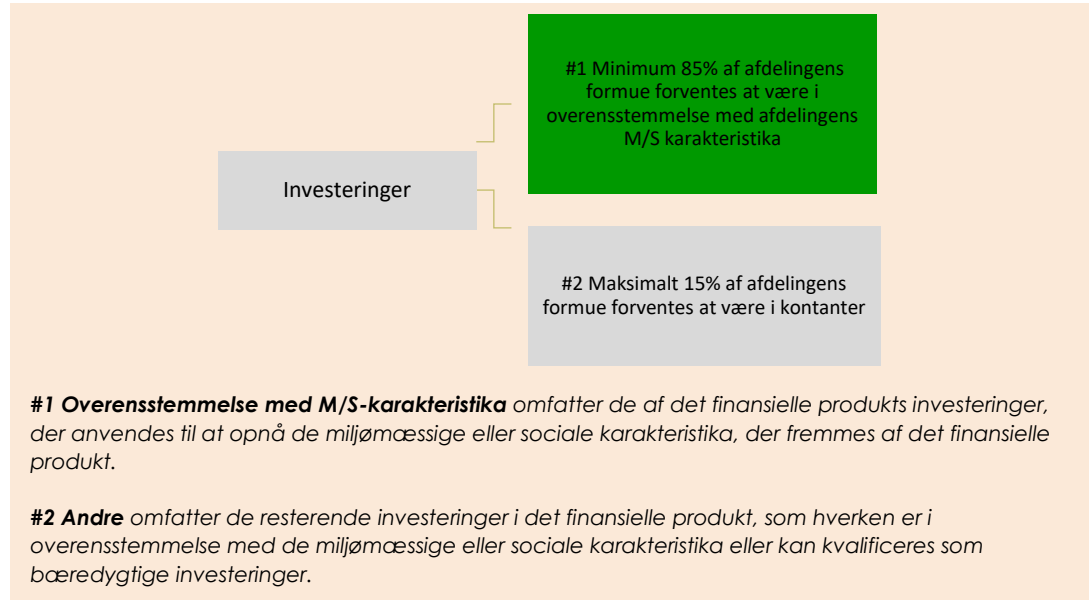 #1 Minimum 85% af afdelingens
formue forventes at være i
overensstemmelse med afdelingens
M/S karakteristika
Investeringer
#2 Maksimalt 15% af afdelingens
formue forventes at være i kontanter
#1 Overensstemmelse med M/S-karakteristika omfatter de af det finansielle produkts investeringer,
der anvendes til at opnå de miljømæssige eller sociale karakteristika, der fremmes af det finansielle
produkt.
#2 Andre omfatter de resterende investeringer i det finansielle produkt, som hverken er i
overensstemmelse med de miljømæssige eller sociale karakteristika eller kan kvalificeres som
bæredygtige investeringer.